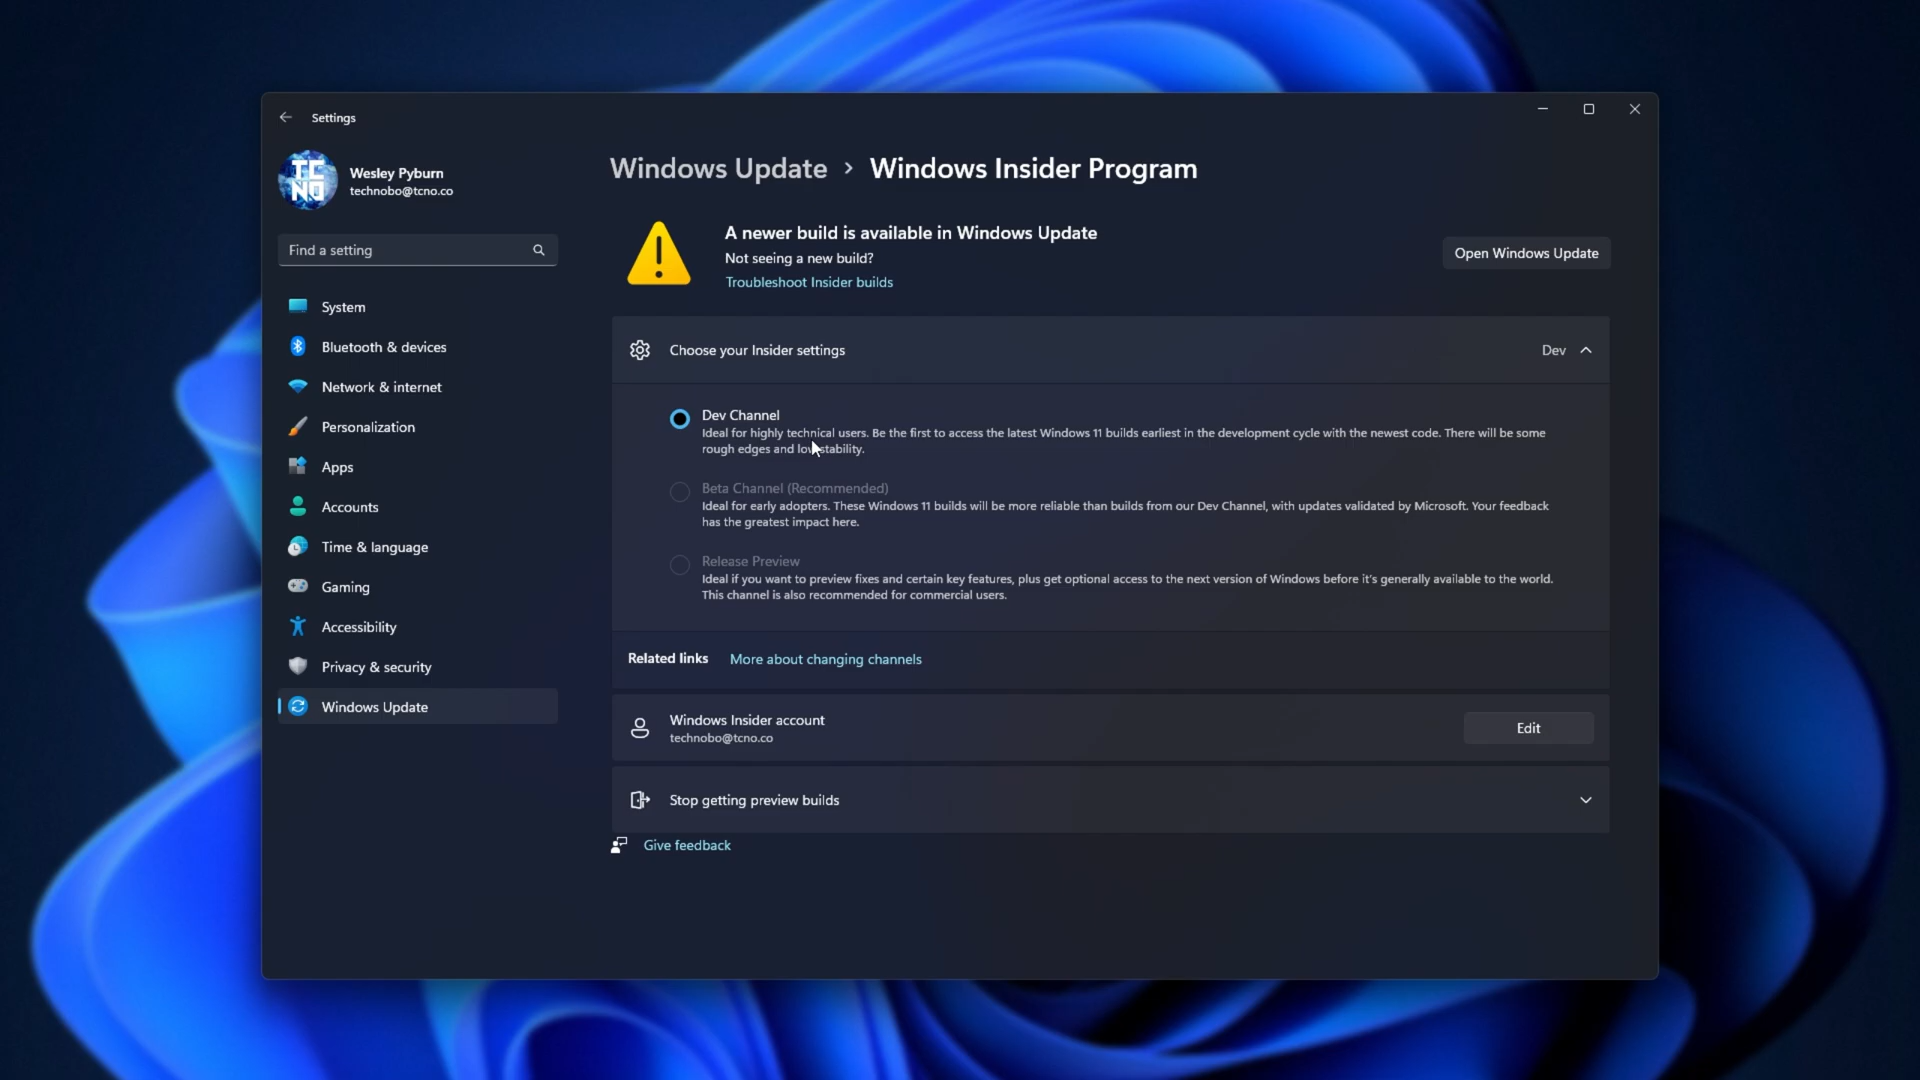 Settings
TC
NO
Wesley Pyburn
technobo@tcno.co
Find a setting
System
Bluetooth & devices
Network & internet
Personalization
Apps
Accounts
Time & language
Gaming
Accessibility
Privacy & security
Windows Update
Windows Update > Windows Insider Program
A newer build is available in Windows Update
Not seeing a new build?
Troubleshoot Insider builds
Open Windows Update
Choose your Insider settings
Dev
Dev Channel
Ideal for highly technical users. Be the first to access the latest Windows 11 builds earliest in the development cycle with the newest code. There will be some
rough edges and low stability.
Beta Channel (Recommended)
Ideal for early adopters. These Windows 11 builds will be more reliable than builds from our Dev Channel, with updates validated by Microsoft. Your feedback
has the greatest impact here.
Release Preview
Ideal if you want to preview fixes and certain key features, plus get optional access to the next version of Windows before it's generally available to the world.
This channel is also recommended for commercial users.
Related links
More about changing channels
Windows Insider account
technobo@tcno.co
Edit
Stop getting preview builds
Give feedback